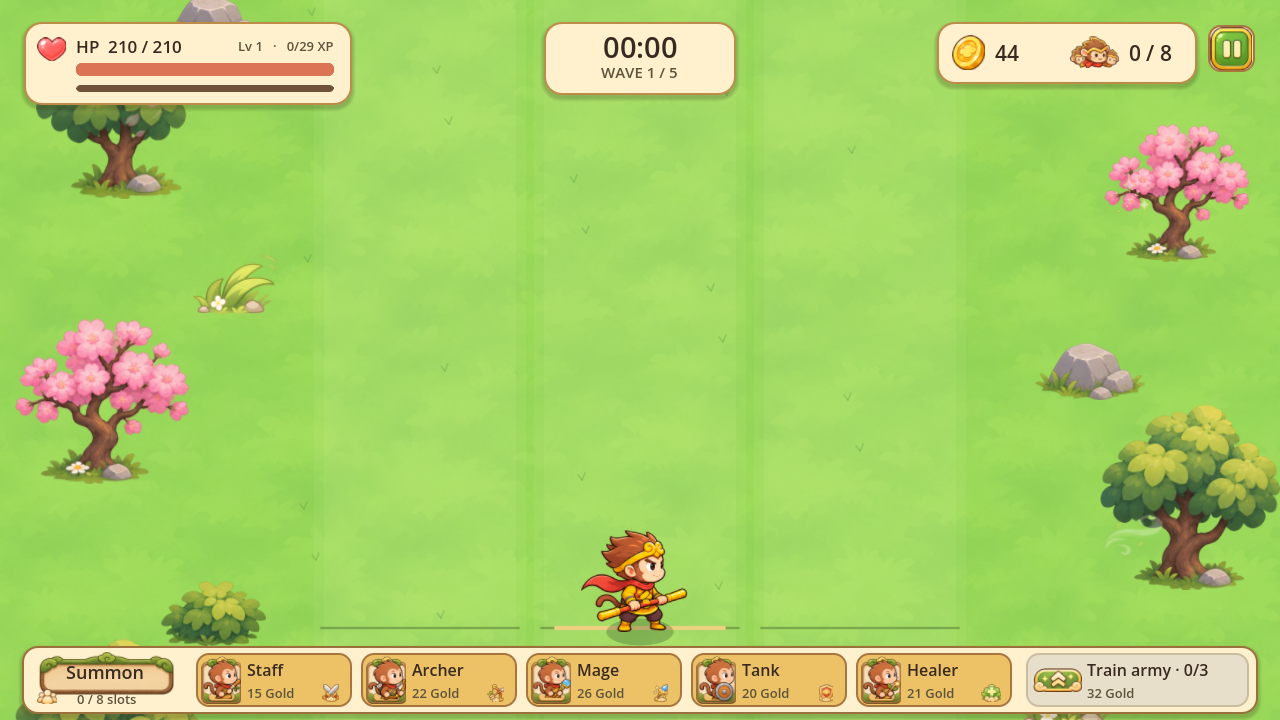 HP 210 / 210
Lv 1 · 0/29 XP
00:00
WAVE 1 / 5
44
0 / 8
Summon
0 / 8 slots
Staff
15 Gold
Archer
22 Gold
Mage
26 Gold
Tank
20 Gold
Healer
21 Gold
Train army · 0/3
32 Gold